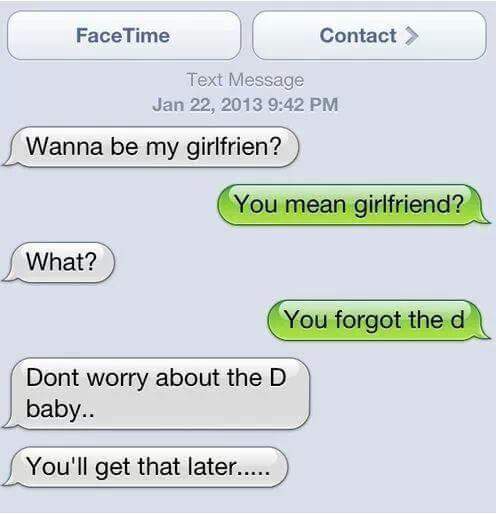 FaceTime
Contact
Text Message
Jan 22, 2013 9:42 PM
Wanna be my girlfrien?
You mean girlfriend?
What?
You forgot the d
Dont worry about the D
baby..
You'll get that later.....